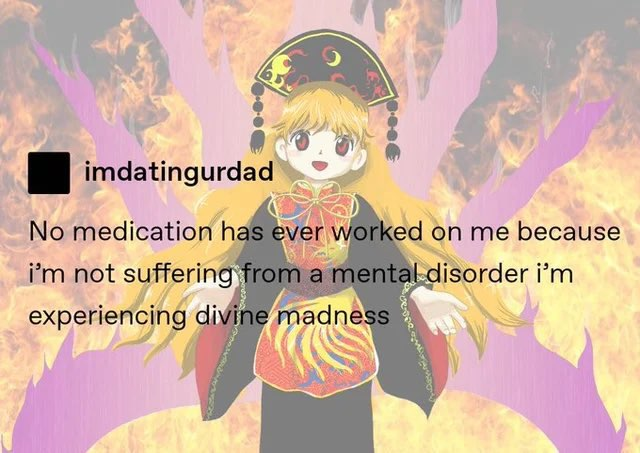 imdatingurdad
No medication has ever worked on me because
i'm not suffering from a mental disorder i'm
experiencing divine madness